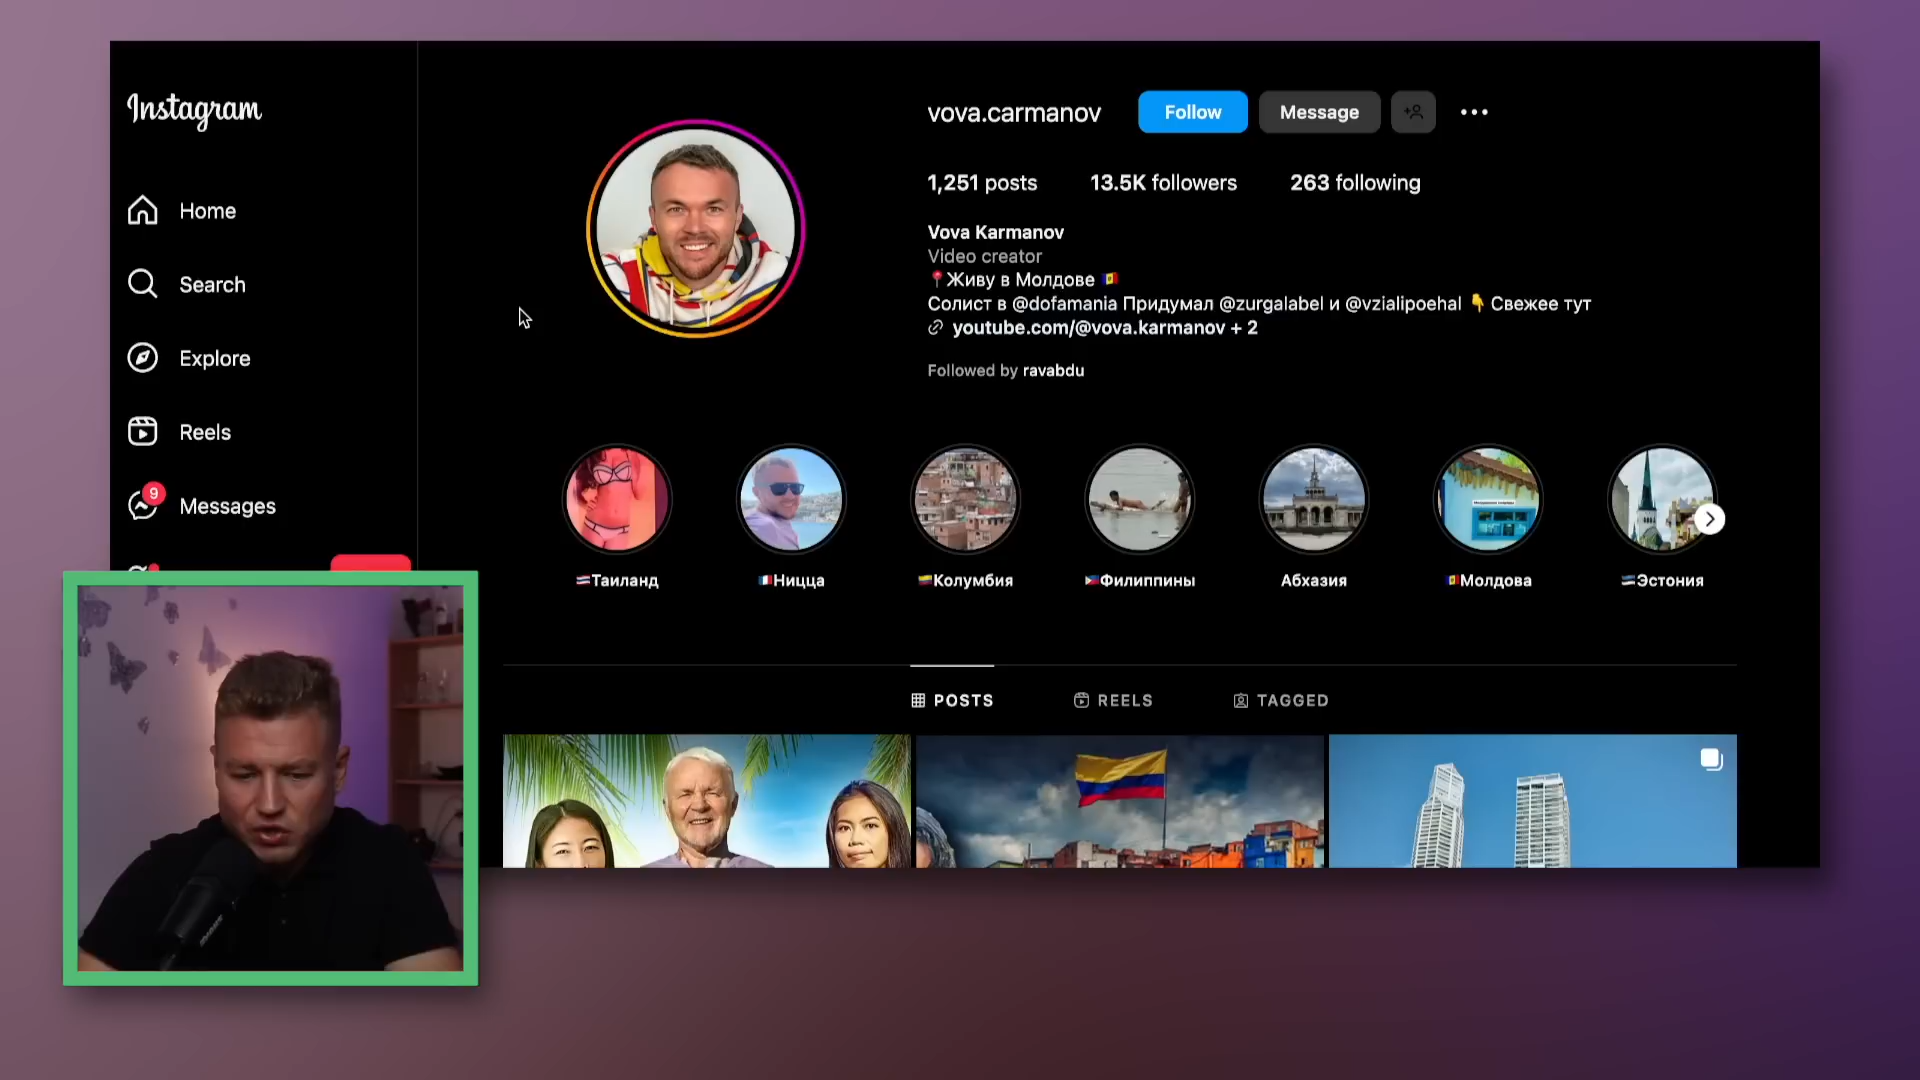 Instagram
Home
Search
Explore
Reels
9
Messages
vova.carmanov
Follow
Message
1,251 posts
13.5K followers
263 following
Vova Karmanov
Video creator
📍Живу в Молдове 🇲🇩
Солист в @dofamania Придумал @zurgalabel и @vzialipoehal 👇 Свежее тут
youtube.com/@vova.karmanov + 2
Followed by ravabdu
🇹🇭Таиланд
🇫🇷Ницца
🇨🇴Колумбия
🇵🇭Филиппины
Абхазия
🇲🇩Молдова
🇪🇪Эстония
POSTS
REELS
TAGGED